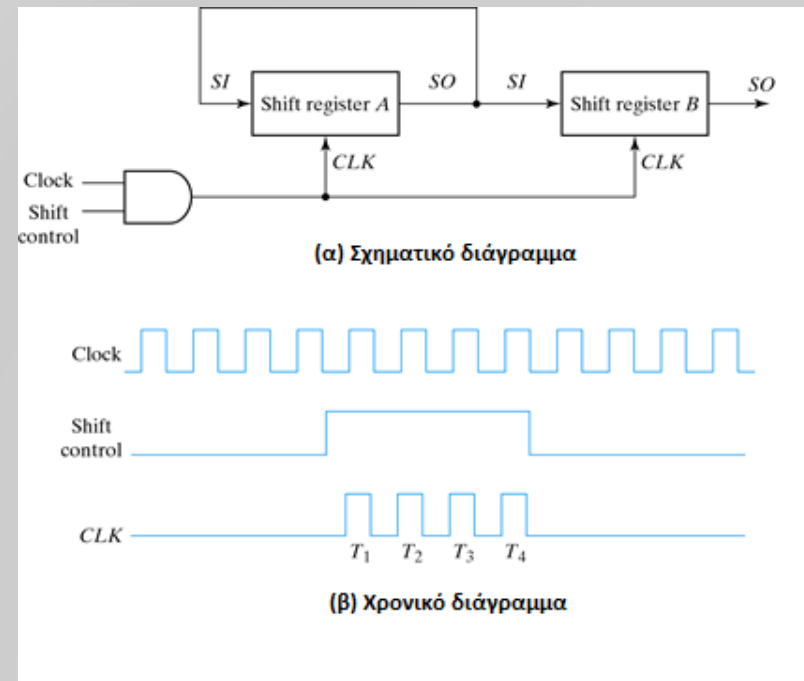 SI
SO
SI
SO
Shift register A
Shift register B
CLK
CLK
Clock
Shift
control
(α) Σχηματικό διάγραμμα
Clock
Shift
control
CLK
T1 T2 T3 T4
(β) Χρονικό διάγραμμα